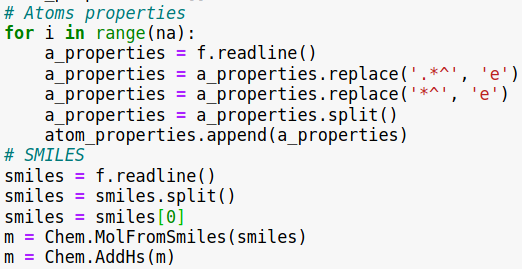 # Atoms properties
for i in range(na):
    a_properties = f.readline()
    a_properties = a_properties.replace('.*^', 'e')
    a_properties = a_properties.replace('*^', 'e')
    a_properties = a_properties.split()
    atom_properties.append(a_properties)
# SMILES
smiles = f.readline()
smiles = smiles.split()
smiles = smiles[0]
m = Chem.MolFromSmiles(smiles)
m = Chem.AddHs(m)